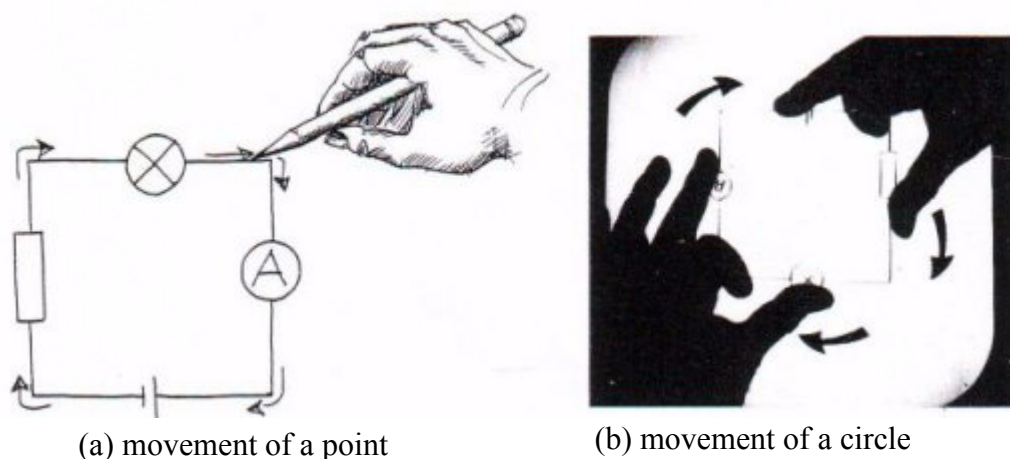 A
(a) movement of a point
(b) movement of a circle